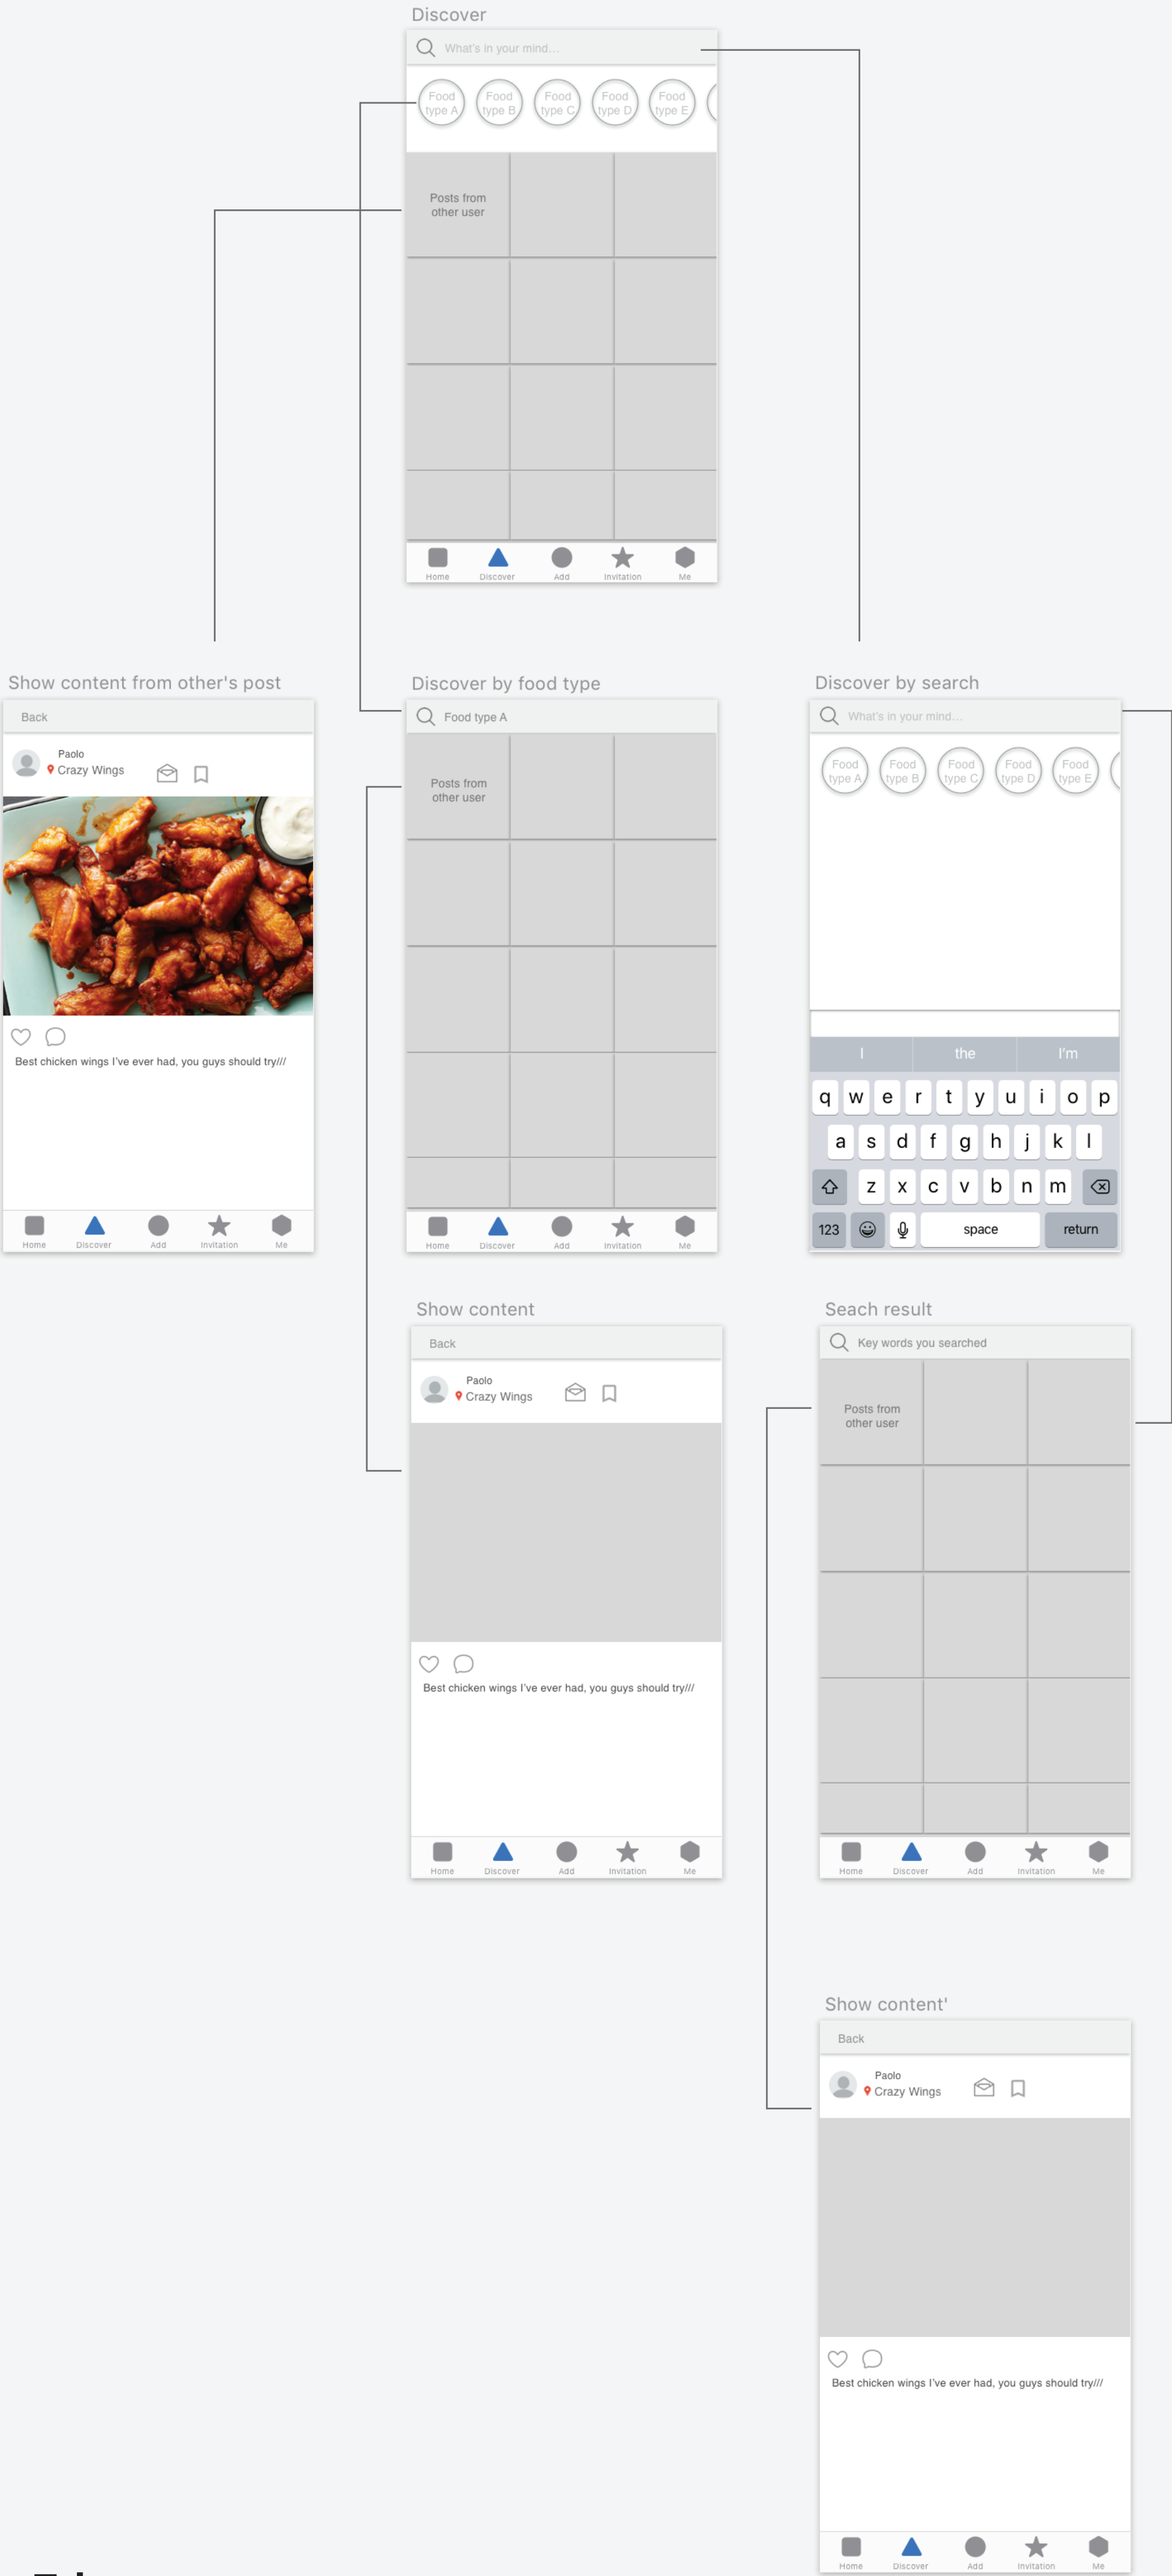 Discover
What's in your mind...
Food
type A
Food
type B
Food
type C
Food
type D
Food
type E
Posts from
other user
Home Discover Add Invitation Me
Show content from other's post
Back
Paolo
Crazy Wings
Best chicken wings I've ever had, you guys should try///
Home Discover Add Invitation Me
Discover by food type
Food type A
Posts from
other user
Home Discover Add Invitation Me
Discover by search
What's in your mind...
Food
type A
Food
type B
Food
type C
Food
type D
Food
type E
I the I'm
q w e r t y u i o p
a s d f g h j k l
z x c v b n m
123 space return
Show content
Back
Paolo
Crazy Wings
Best chicken wings I've ever had, you guys should try///
Home Discover Add Invitation Me
Seach result
Key words you searched
Posts from
other user
Home Discover Add Invitation Me
Show content'
Back
Paolo
Crazy Wings
Best chicken wings I've ever had, you guys should try///
Home Discover Add Invitation Me